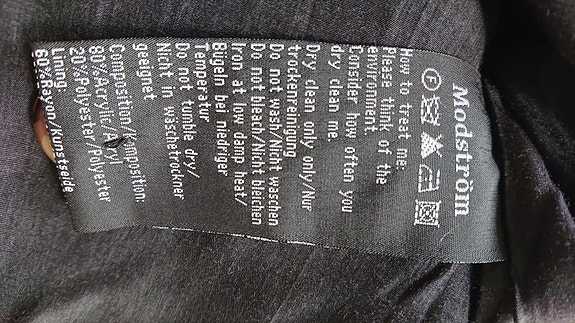 Modström
How to treat me:
Please think of the
environment.
Consider how often you
dry clean me.
Dry clean only/Nur
trockenreinigung
Do not wash/Nicht waschen
Do not bleach/Nicht bleichen
Iron at low damp heat/
Bügeln bei niedriger
Temperatur
Do not tumble dry/
Nicht in wäschetrockner
geeignet
Composition/Komposition:
80%Acrylic/Acryl
20%Polyester/Polyester
Lining
60%Rayon/Kunstseide